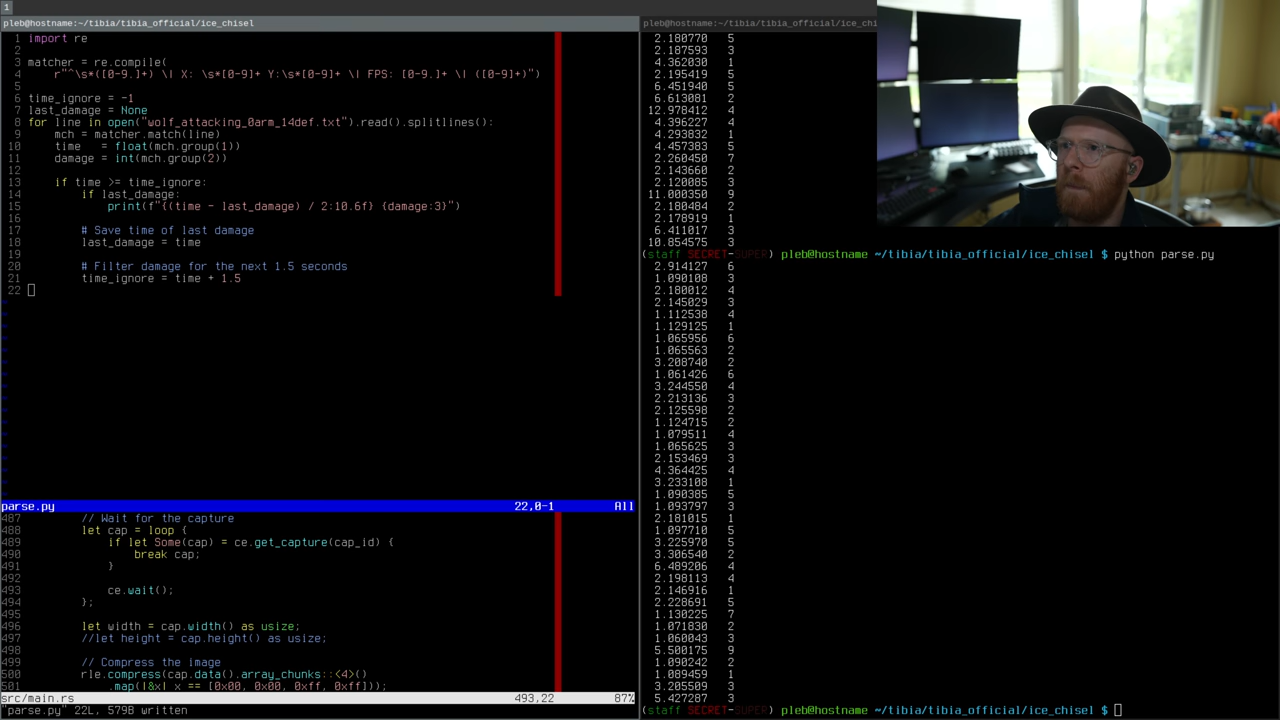 1
pleb@hostname:~/tibia/tibia_official/ice_chisel
1 import re
2
3 matcher = re.compile(
4     r"^\s*([0-9.]+) \| X: \s*[0-9]+ Y:\s*[0-9]+ \| FPS: [0-9.]+ \| ([0-9]+)")
5
6 time_ignore = -1
7 last_damage = None
8 for line in open("wolf_attacking_0arm_14def.txt").read().splitlines():
9     mch = matcher.match(line)
10     time   = float(mch.group(1))
11     damage = int(mch.group(2))
12
13     if time >= time_ignore:
14         if last_damage:
15             print(f"{(time - last_damage) / 2:10.6f} {damage:3}")
16
17         # Save time of last damage
18         last_damage = time
19
20         # Filter damage for the next 1.5 seconds
21         time_ignore = time + 1.5
22
parse.py 22,0-1 All
487         // Wait for the capture
488         let cap = loop {
489             if let Some(cap) = ce.get_capture(cap_id) {
490                 break cap;
491             }
492
493             ce.wait();
494         };
495
496         let width = cap.width() as usize;
497         //let height = cap.height() as usize;
498
499         // Compress the image
500         rle.compress(cap.data().array_chunks::<4>()
501             .map(|&x| x == [0x00, 0x00, 0xff, 0xff]));
src/main.rs 493,22 87%
"parse.py" 22L, 579B written
pleb@hostname:~/tibia/tibia_official/ice_chi
2.180770 5
2.187593 3
4.362030 1
2.195419 5
6.451940 5
6.613081 2
12.978412 4
4.396227 4
4.293832 1
4.457383 5
2.260450 7
2.143660 2
2.120085 3
11.000350 9
2.180484 2
2.178919 1
6.411017 3
10.854575 3
(staff SECRET-SUPER) pleb@hostname ~/tibia/tibia_official/ice_chisel $ python parse.py
2.914127 6
1.090108 3
2.180012 4
2.145029 3
1.112538 4
1.129125 1
1.065956 6
1.065563 2
3.208740 2
1.061426 6
3.244550 4
2.213136 3
2.125598 2
1.124715 2
1.079511 4
1.065625 3
2.153469 3
4.364425 4
3.233108 1
1.090385 5
1.093797 3
2.181015 1
1.097710 5
3.225970 5
3.306540 2
6.489206 4
2.198113 4
2.146916 1
2.228691 5
1.130225 7
1.071830 2
1.060043 3
5.500175 9
1.090242 2
1.089459 1
3.205509 3
5.427287 3
(staff SECRET-SUPER) pleb@hostname ~/tibia/tibia_official/ice_chisel $